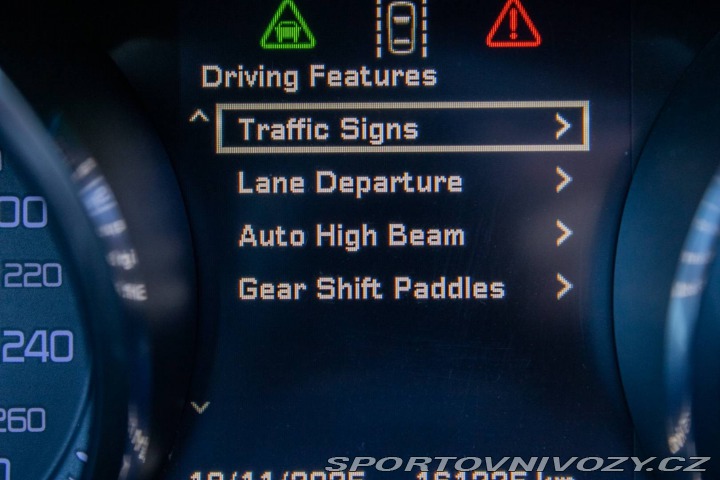 Driving Features
Traffic Signs
Lane Departure
Auto High Beam
Gear Shift Paddles
220
240
260
SPORTOVNIVOZY.CZ